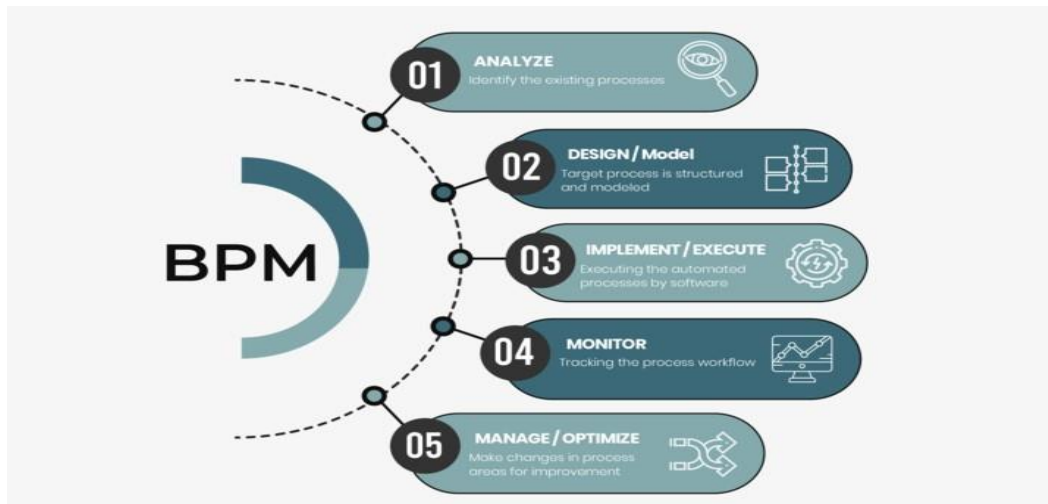 BPM
01
ANALYZE
Identify the existing processes
02
DESIGN / Model
Target process is structured
and modeled
03
IMPLEMENT / EXECUTE
Executing the automated
processes by software
04
MONITOR
Tracking the process workflow
05
MANAGE / OPTIMIZE
Make changes in process
areas for improvement